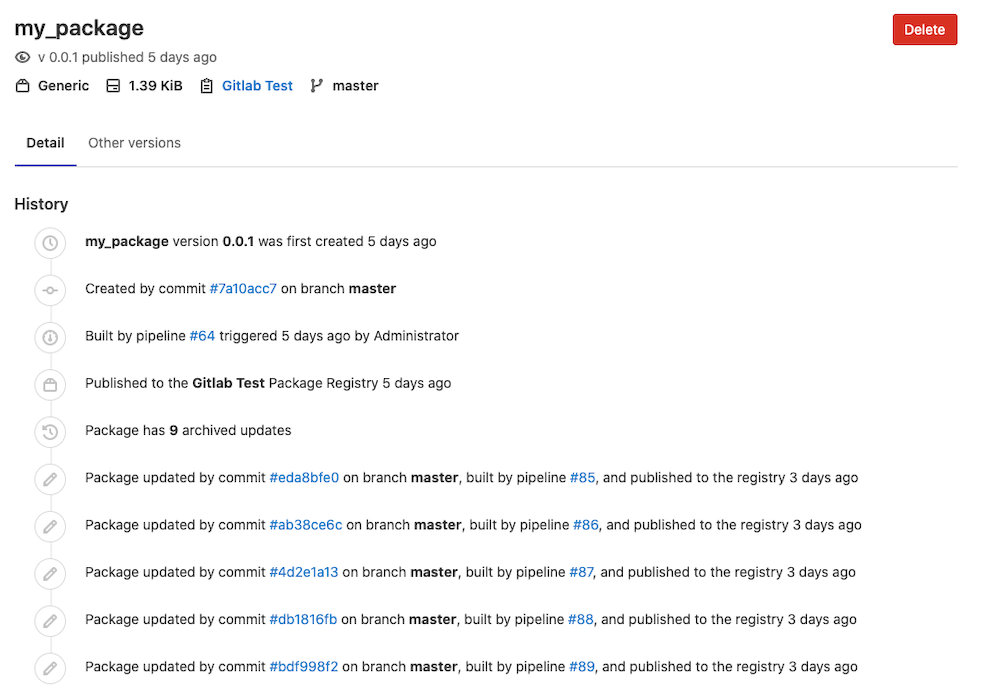 my_package
Delete
v 0.0.1 published 5 days ago
Generic 1.39 KiB Gitlab Test master
Detail Other versions
History
my_package version 0.0.1 was first created 5 days ago
Created by commit #7a10acc7 on branch master
Built by pipeline #64 triggered 5 days ago by Administrator
Published to the Gitlab Test Package Registry 5 days ago
Package has 9 archived updates
Package updated by commit #eda8bfe0 on branch master, built by pipeline #85, and published to the registry 3 days ago
Package updated by commit #ab38ce6c on branch master, built by pipeline #86, and published to the registry 3 days ago
Package updated by commit #4d2e1a13 on branch master, built by pipeline #87, and published to the registry 3 days ago
Package updated by commit #db1816fb on branch master, built by pipeline #88, and published to the registry 3 days ago
Package updated by commit #bdf998f2 on branch master, built by pipeline #89, and published to the registry 3 days ago